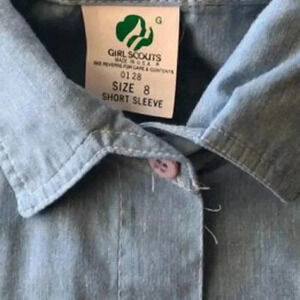 G
GIRL SCOUTS
MADE IN U.S.A. R
SEE REVERSE FOR CARE & CONTENTS
0128
SIZE 8
SHORT SLEEVE